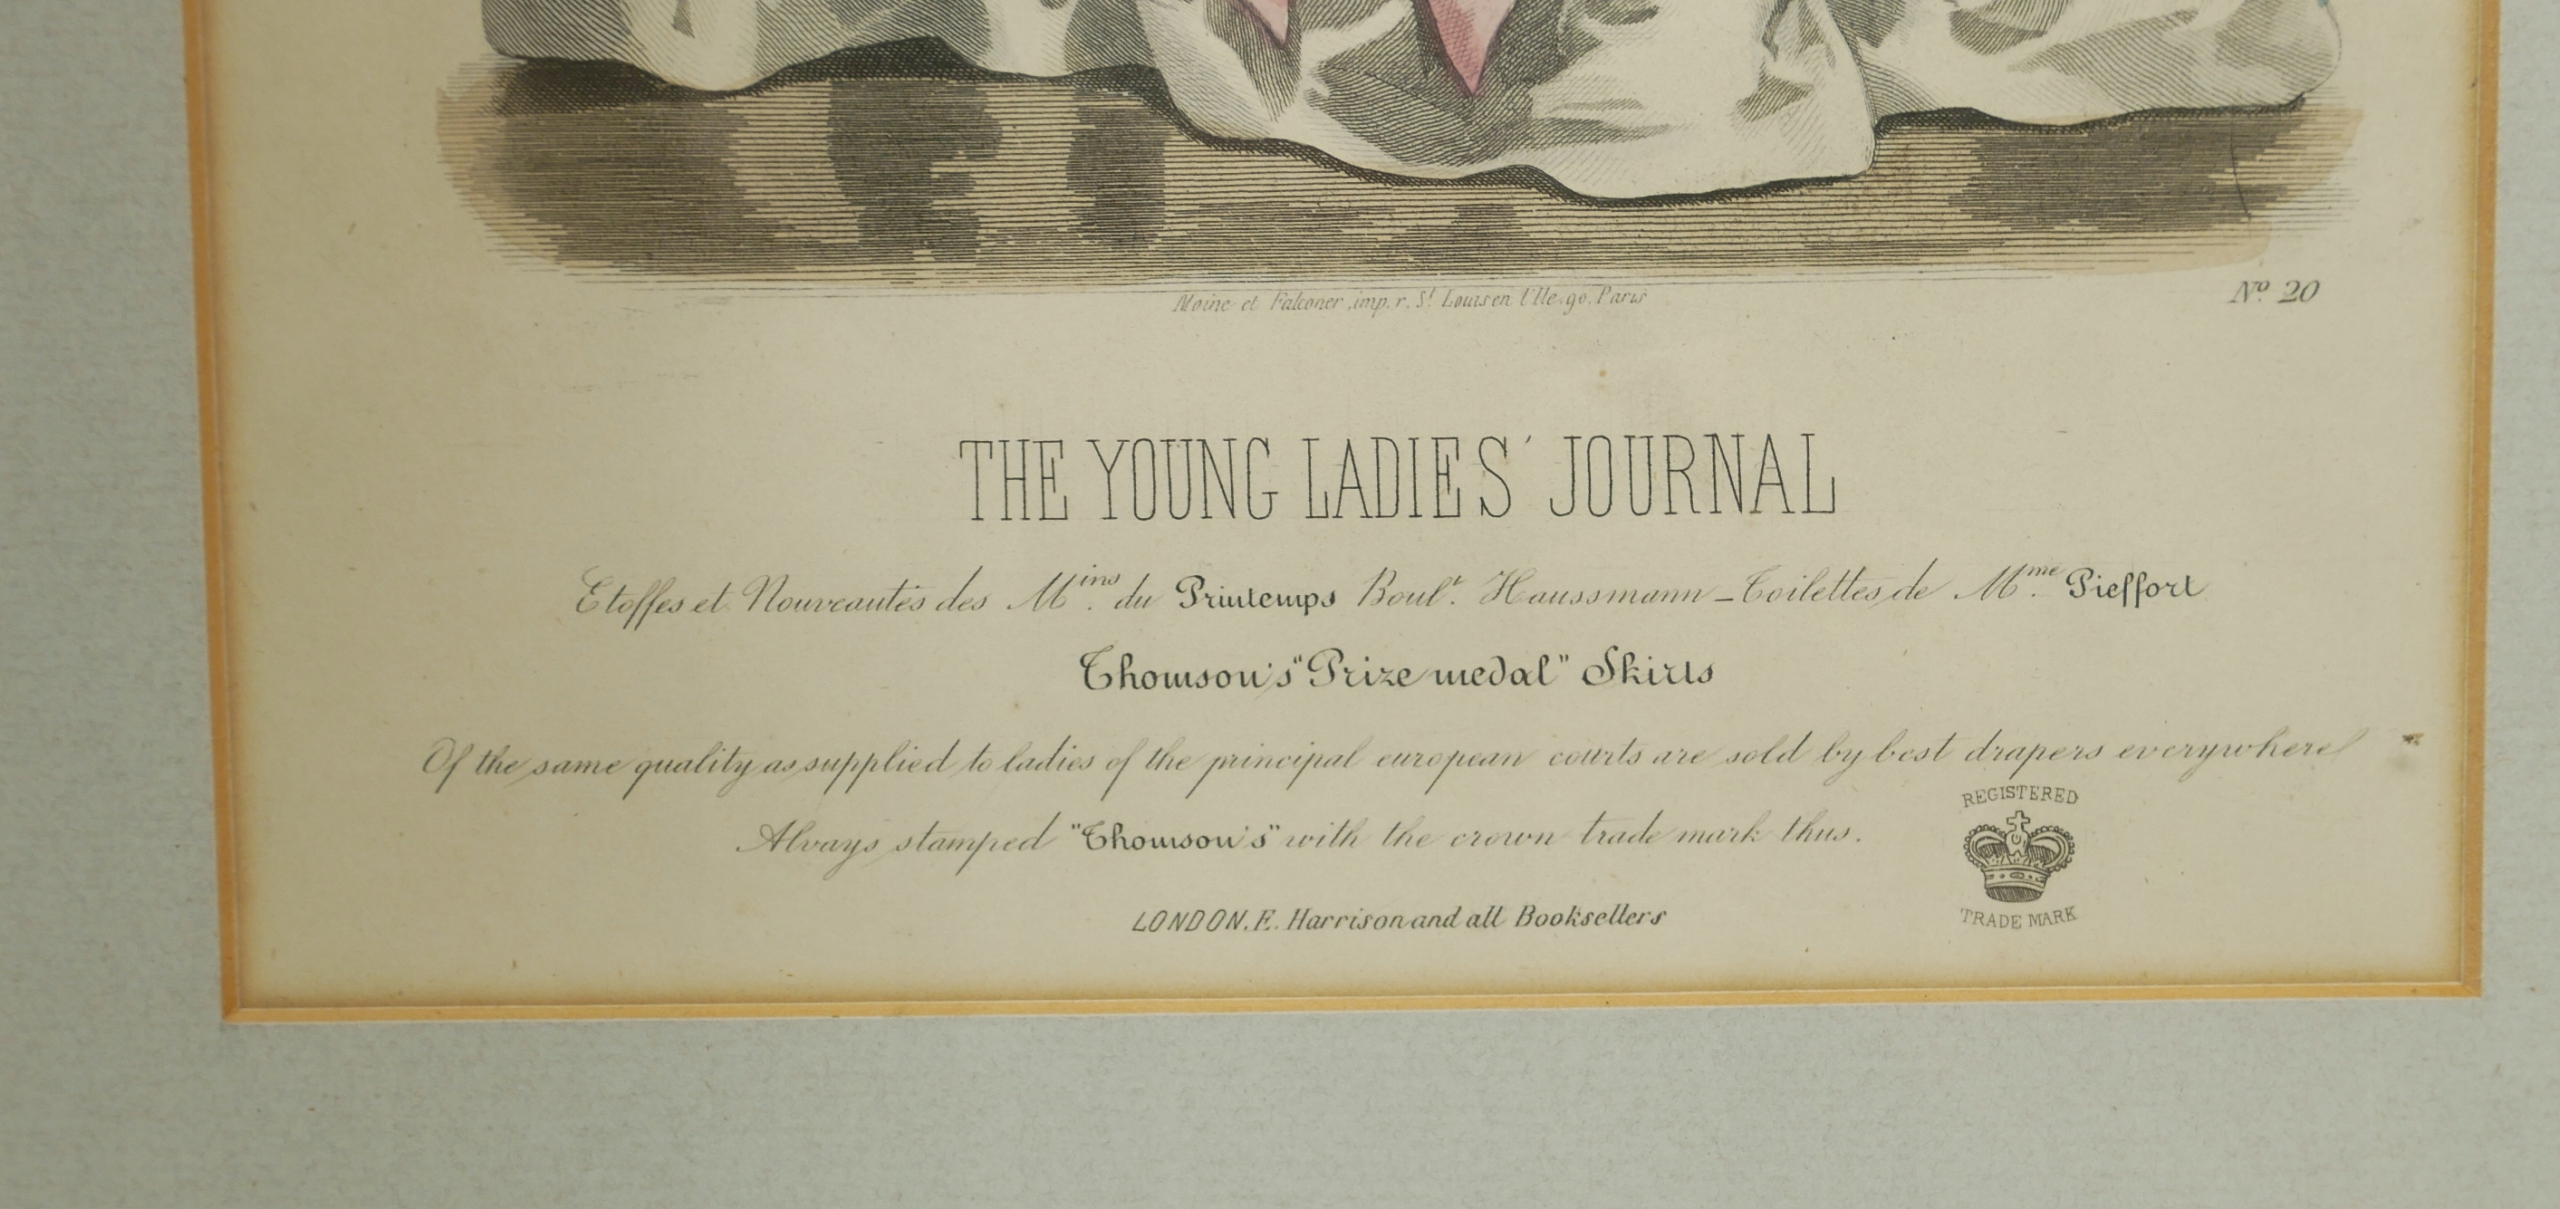 Moine et Falconer, imp. r. St Louis en l'Ile. 90. Paris
No. 20
THE YOUNG LADIES' JOURNAL
Etoffes et Nouveautés des Mins. du Printemps Boult. Haussmann - Toilettes de Mme. Pieffort
Thomson's "Prize medal" Skirts
Of the same quality as supplied to ladies of the principal european courts are sold by best drapers everywhere
Always stamped "Thomson's" with the crown trade mark thus.
REGISTERED
TRADE MARK
LONDON. E. Harrison and all Booksellers